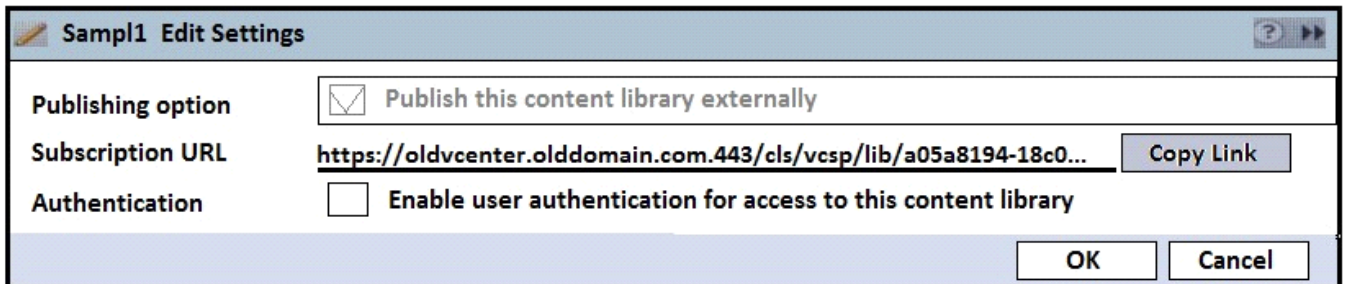 Sampl1 Edit Settings
Publishing option Publish this content library externally
Subscription URL https://oldvcenter.olddomain.com.443/cls/vcsp/lib/a05a8194-18c0... Copy Link
Authentication Enable user authentication for access to this content library
OK Cancel